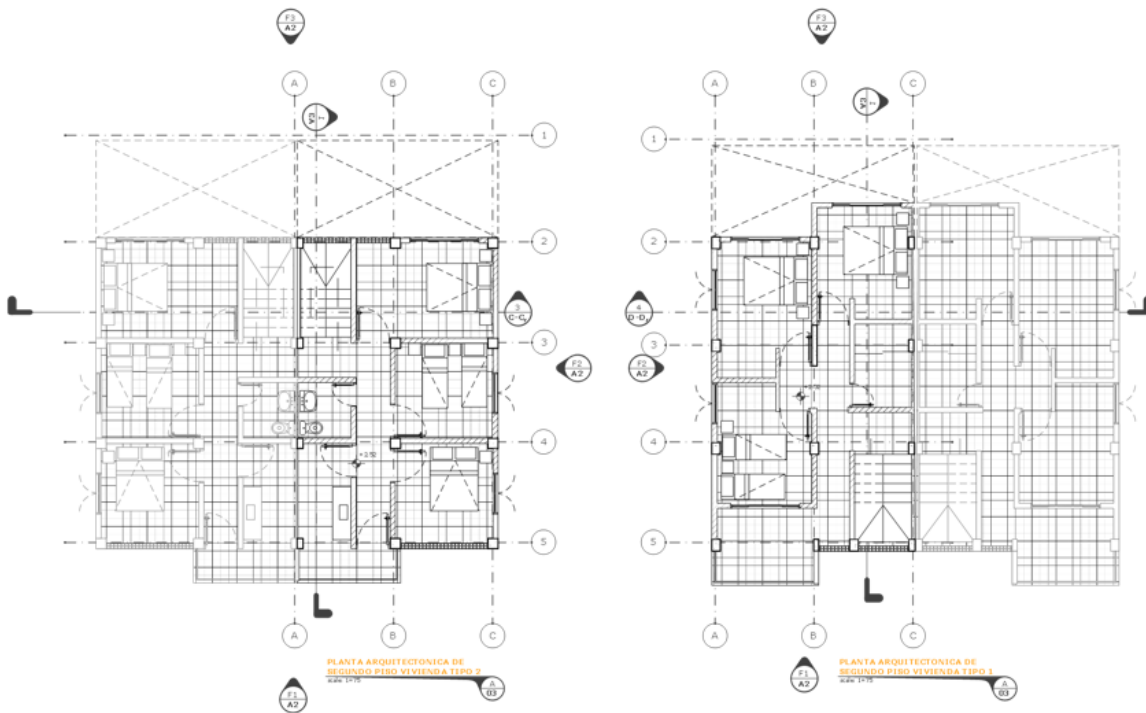 F3
A2
F3
A2
A
B
C
A
B
C
1
1
2
2
3
C-C,
4
D-D,
3
3
F2
A2
F2
A2
4
4
+2.52
5
5
A
B
C
A
B
C
PLANTA ARQUITECTONICA DE
SEGUNDO PISO VIVIENDA TIPO 2
scale 1=75
A
03
F1
A2
PLANTA ARQUITECTONICA DE
SEGUNDO PISO VIVIENDA TIPO 1
scale 1=75
A
03
F1
A2